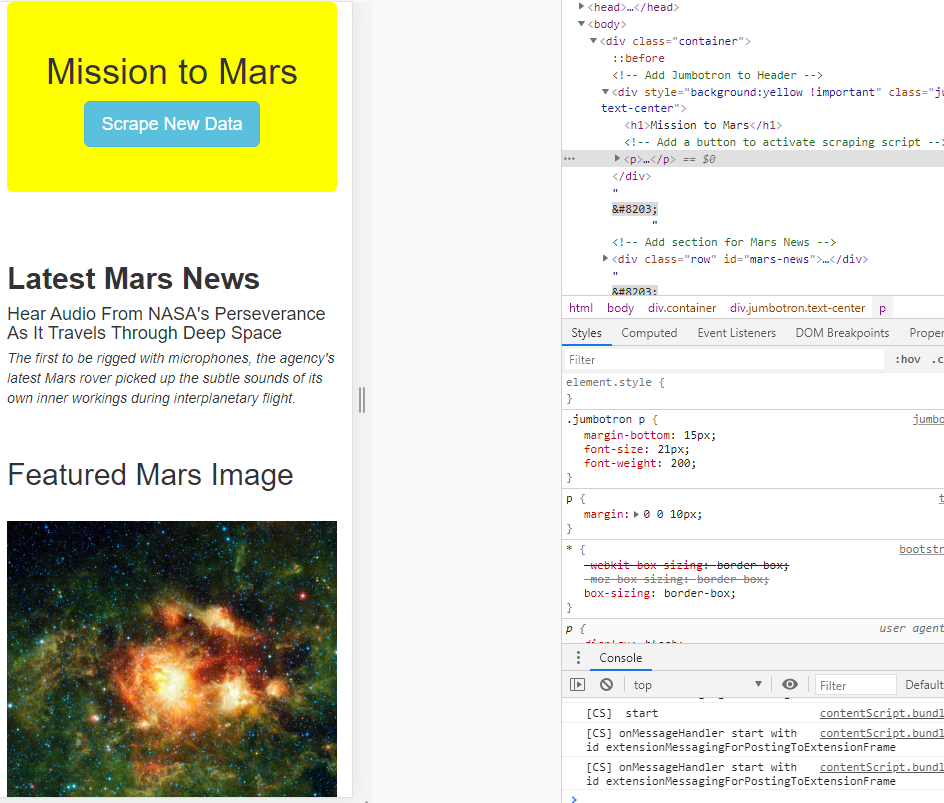 Mission to Mars
Scrape New Data
Latest Mars News
Hear Audio From NASA's Perseverance
As It Travels Through Deep Space
The first to be rigged with microphones, the agency's
latest Mars rover picked up the subtle sounds of its
own inner workings during interplanetary flight.
Featured Mars Image
<head>…</head>
<body>
<div class="container">
::before
<!-- Add Jumbotron to Header -->
<div style="background:yellow !important" class="ju
text-center">
<h1>Mission to Mars</h1>
<!-- Add a button to activate scraping script --
<p>…</p> == $0
</div>
"
&#8203;
"
<!-- Add section for Mars News -->
<div class="row" id="mars-news">…</div>
"
&#8203;
html body div.container div.jumbotron.text-center p
Styles Computed Event Listeners DOM Breakpoints Proper
Filter :hov .c
element.style {
}
.jumbotron p { jumbo
margin-bottom: 15px;
font-size: 21px;
font-weight: 200;
}
p { t
margin: 0 0 10px;
}
* { bootstr
-webkit-box-sizing: border-box;
-moz-box-sizing: border-box;
box-sizing: border-box;
}
p { user agent
display: block;
Console
top Filter Default
[CS] start contentScript.bundl
[CS] onMessageHandler start with contentScript.bundl
id extensionMessagingForPostingToExtensionFrame
[CS] onMessageHandler start with contentScript.bundl
id extensionMessagingForPostingToExtensionFrame